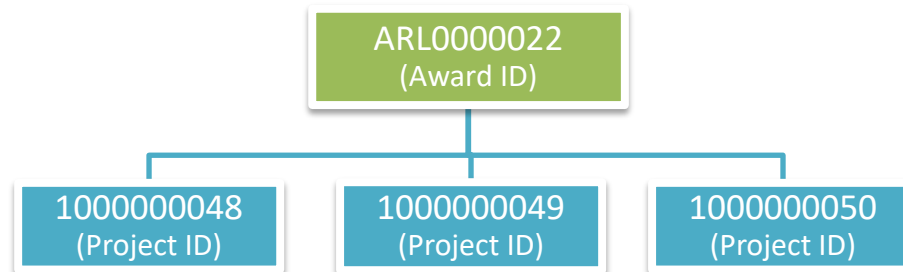 ARL0000022
(Award ID)
1000000048
(Project ID)
1000000049
(Project ID)
1000000050
(Project ID)